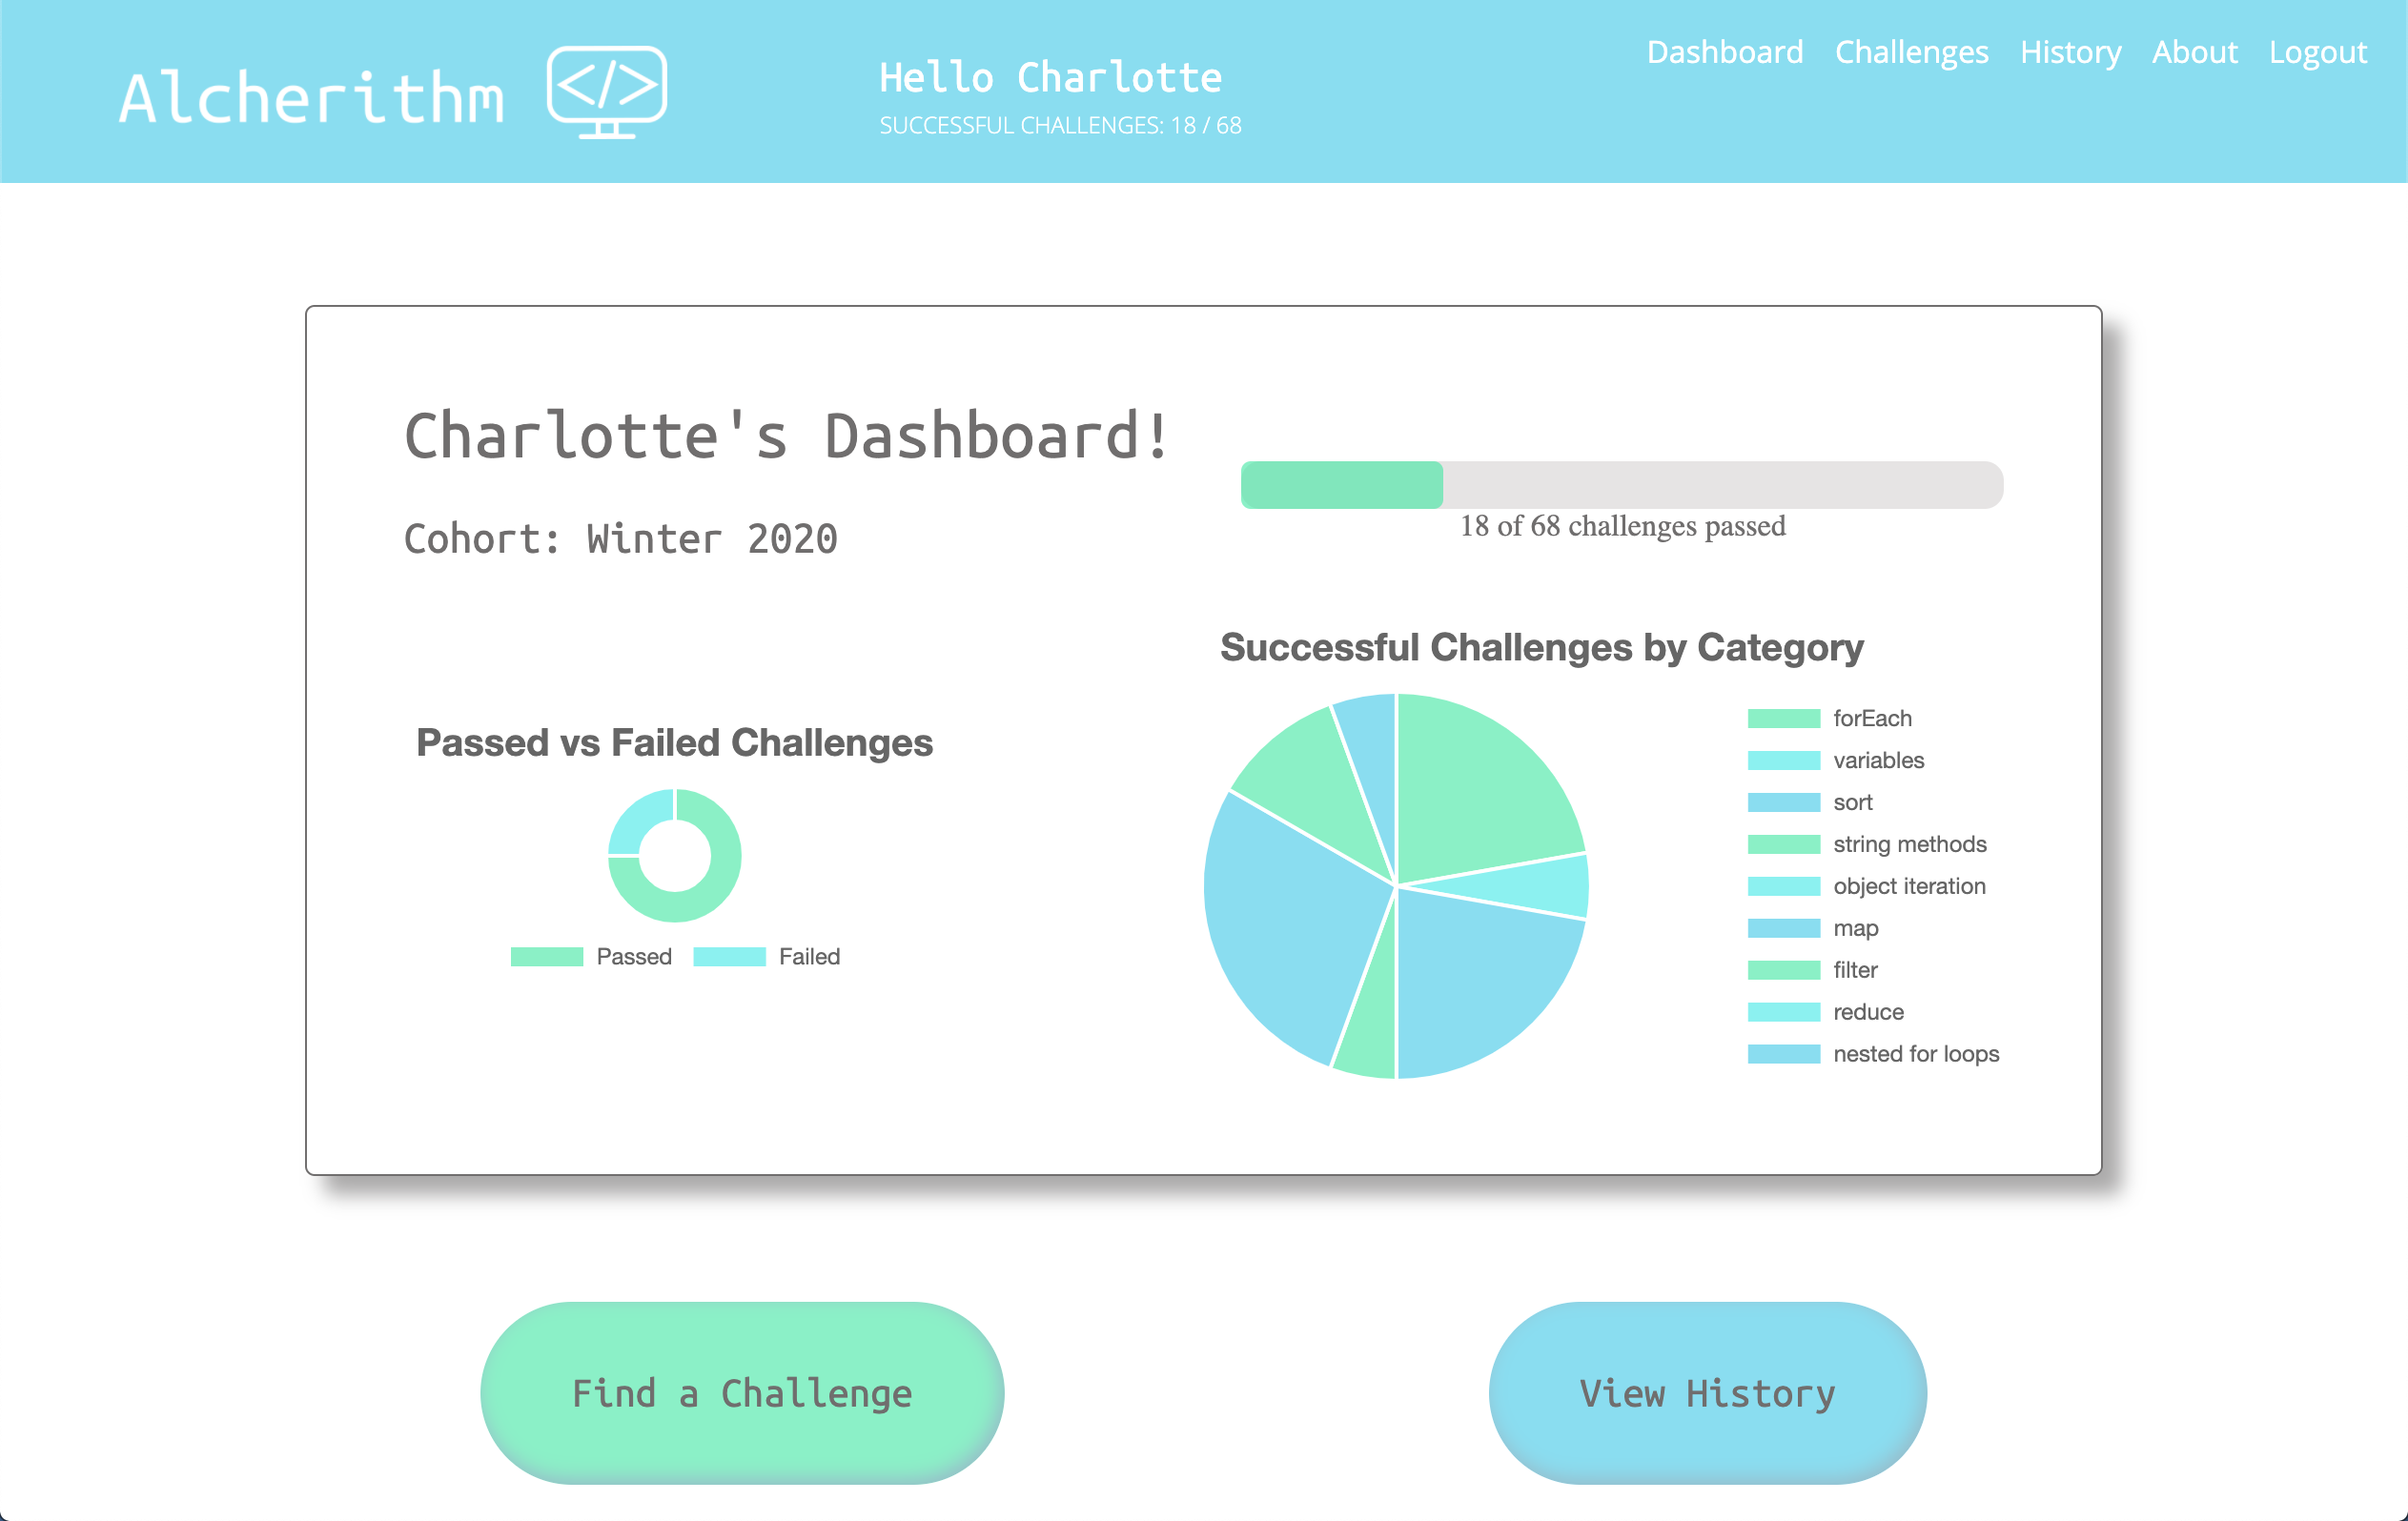 Alcherithm </>
Hello Charlotte
SUCCESSFUL CHALLENGES: 18 / 68
Dashboard Challenges History About Logout
Charlotte's Dashboard!
Cohort: Winter 2020
18 of 68 challenges passed
Passed vs Failed Challenges
Passed Failed
Successful Challenges by Category
forEach
variables
sort
string methods
object iteration
map
filter
reduce
nested for loops
Find a Challenge
View History